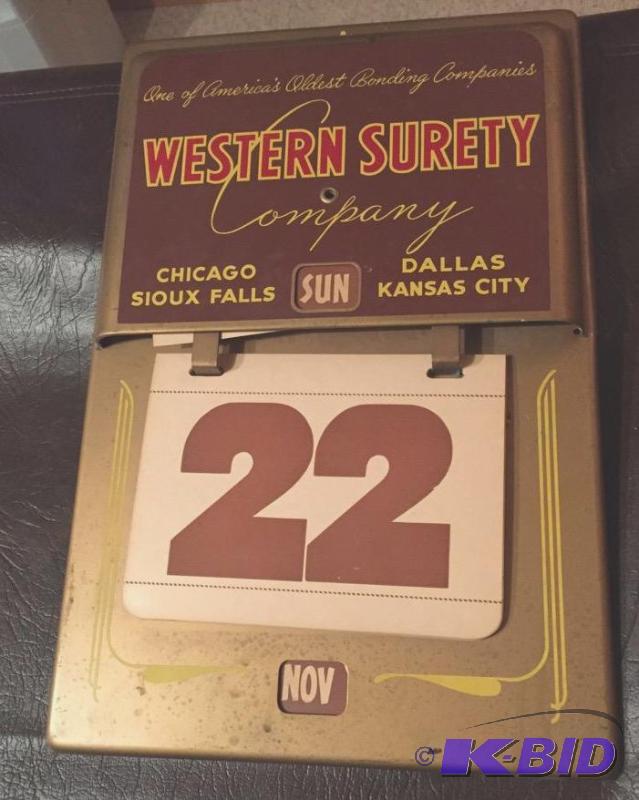 One of America's Oldest Bonding Companies
WESTERN SURETY
Company
CHICAGO
SIOUX FALLS
SUN
DALLAS
KANSAS CITY
22
NOV
© K-BID